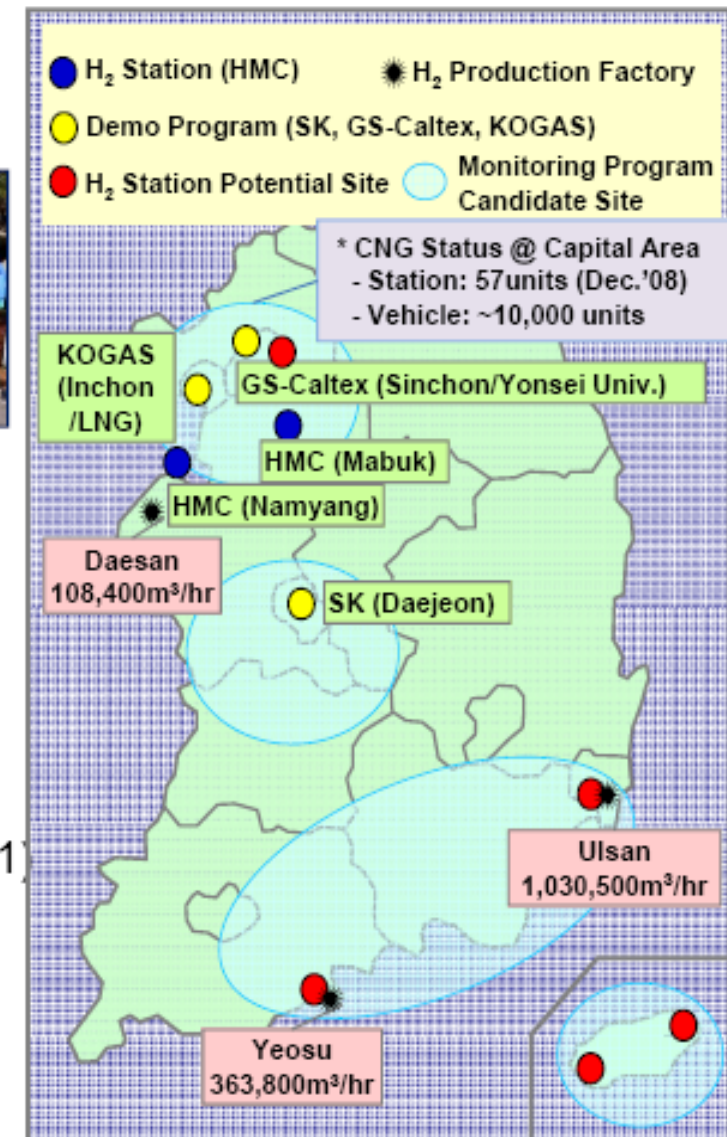 H₂ Station (HMC)
H₂ Production Factory
Demo Program (SK, GS-Caltex, KOGAS)
H₂ Station Potential Site
Monitoring Program
Candidate Site
* CNG Status @ Capital Area
- Station: 57units (Dec.'08)
- Vehicle: ~10,000 units
KOGAS
(Inchon
/LNG)
GS-Caltex (Sinchon/Yonsei Univ.)
HMC (Mabuk)
HMC (Namyang)
Daesan
108,400m³/hr
SK (Daejeon)
1)
Ulsan
1,030,500m³/hr
Yeosu
363,800m³/hr